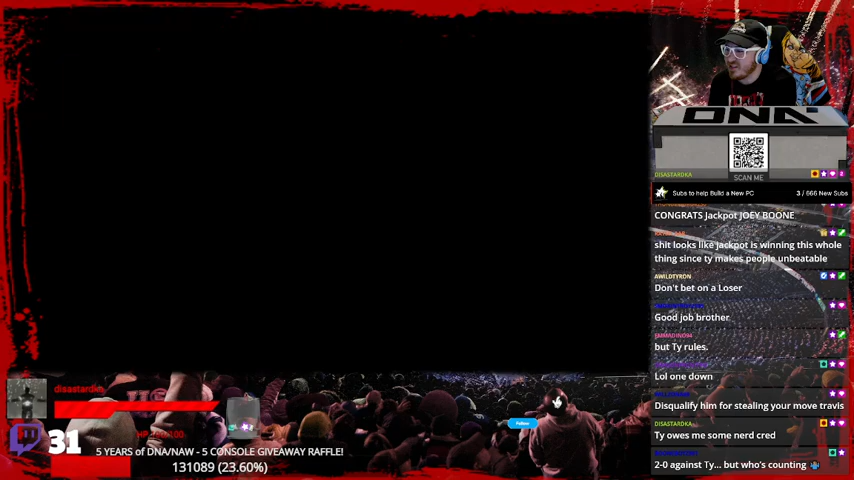 DNA
DISASTARDKA
SCAN ME
Subs to help Build a New PC
3 / 666 New Subs
CONGRATS Jackpot JOEY BOONE
shit looks like Jackpot is winning this whole
thing since ty makes people unbeatable
AWILDTYRON
Don't bet on a Loser
Good job brother
but Ty rules.
Lol one down
Disqualify him for stealing your move travis
DISASTARDKA
Ty owes me some nerd cred
2-0 against Ty... but who's counting
disastardka
31
5 YEARS of DNA/NAW - 5 CONSOLE GIVEAWAY RAFFLE!
131089 (23.60%)
Follow